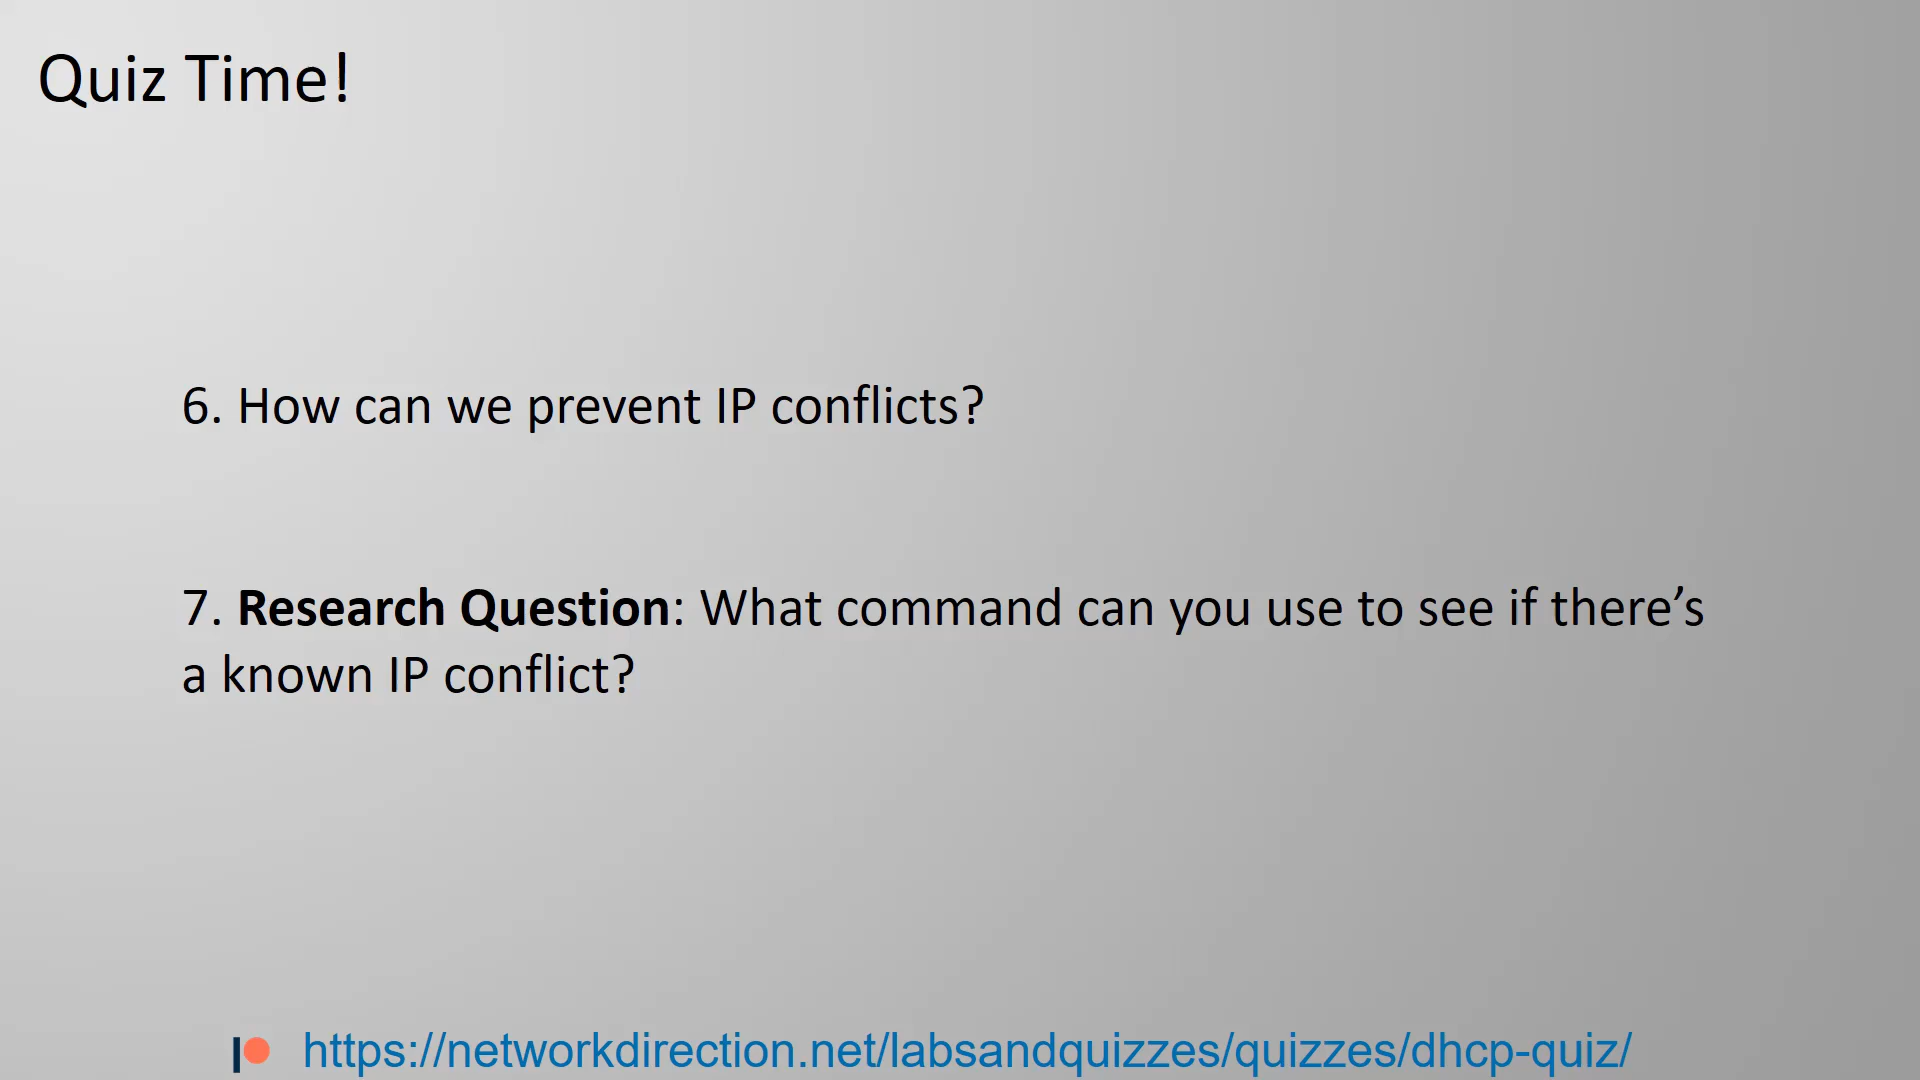 Quiz Time!
6. How can we prevent IP conflicts?
7. Research Question: What command can you use to see if there’s
a known IP conflict?
https://networkdirection.net/labsandquizzes/quizzes/dhcp-quiz/